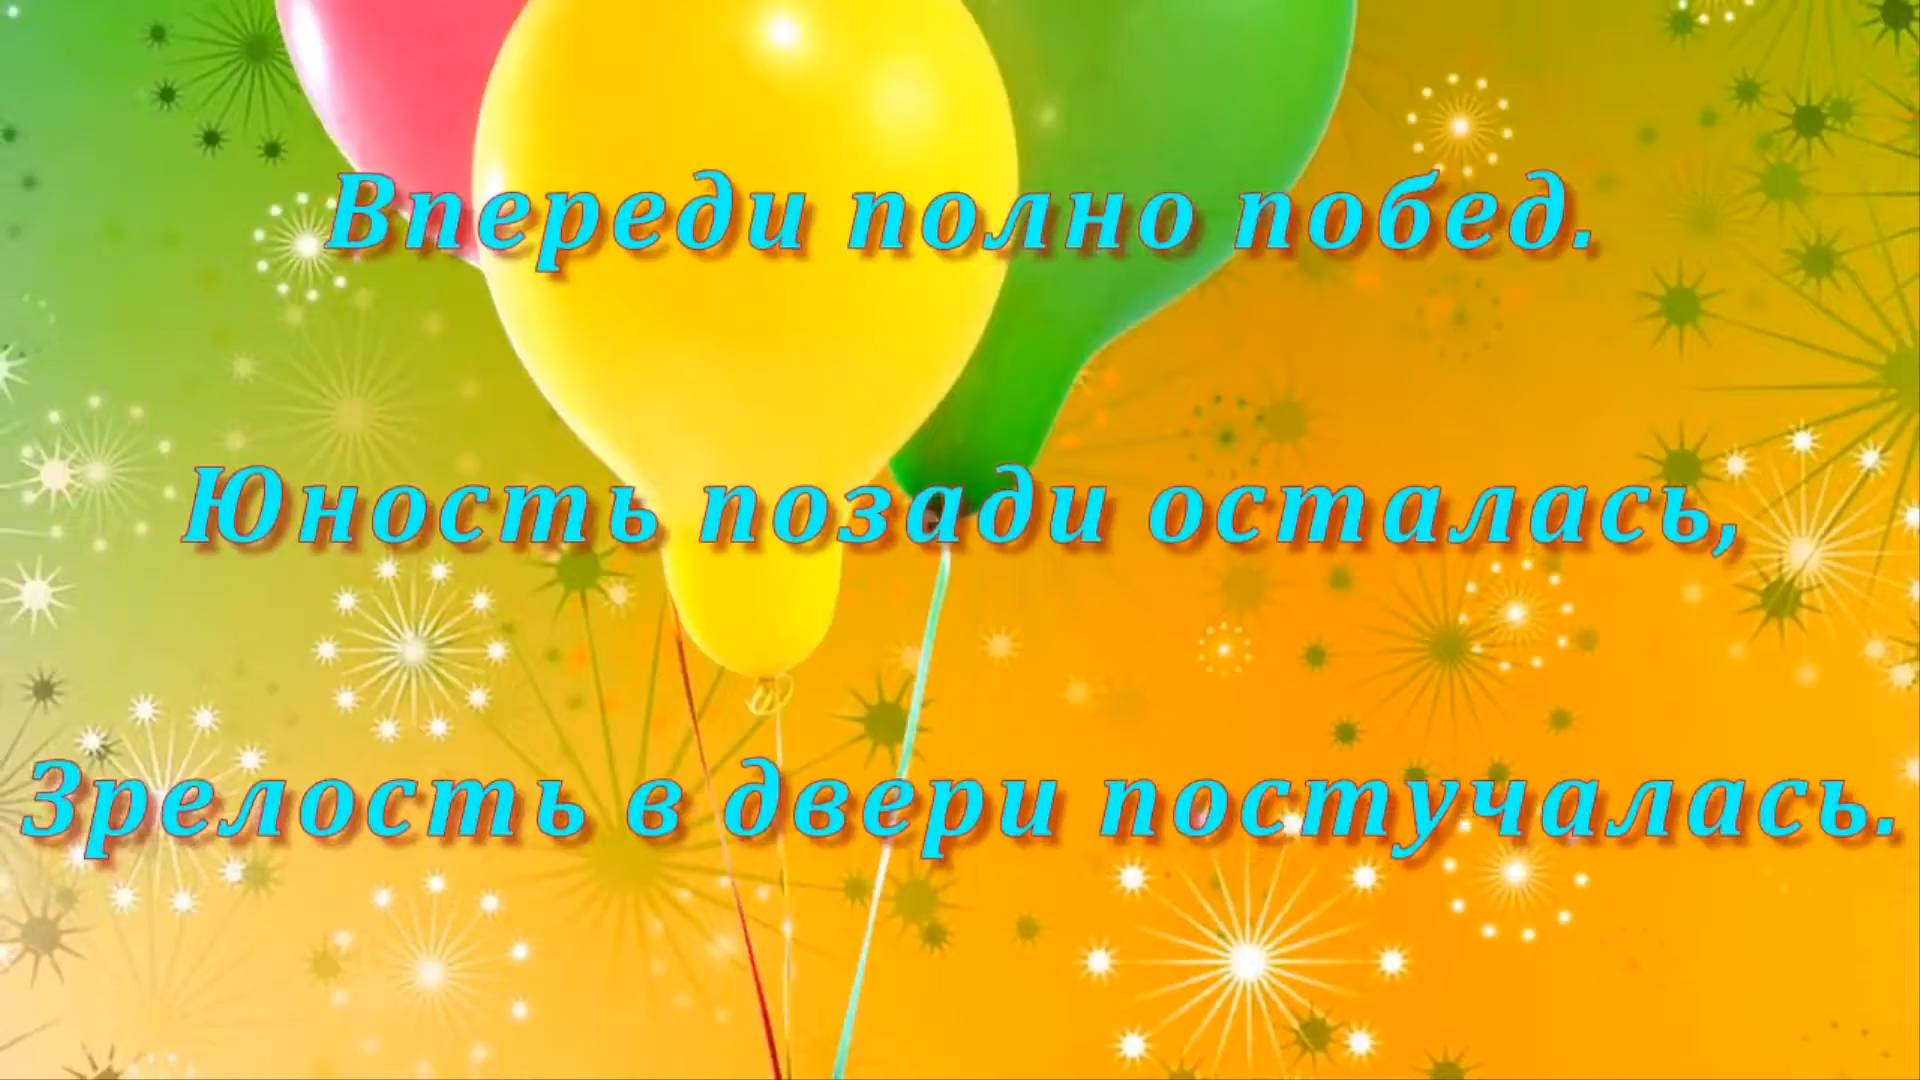 Впереди полно побед.
Юность позади осталась,
Зрелость в двери постучалась.